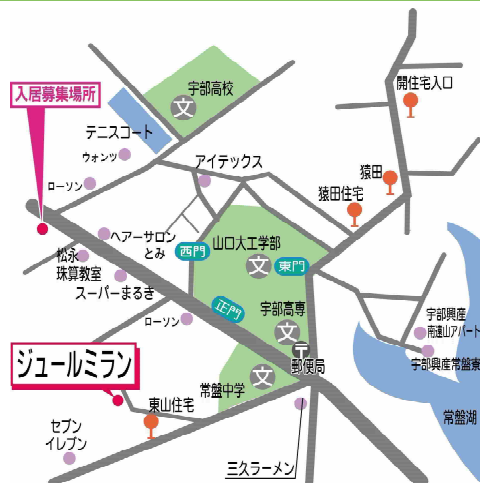 宇部高校
開住宅入口
入居募集場所
テニスコート
ウォンツ
アイテックス
猿田
ローソン
猿田住宅
ヘアーサロン
とみ
西門
山口大工学部
東門
松永
珠算教室
スーパーまるき
正門
宇部高専
ローソン
宇部興産
南連山アパート
宇部興産常盤寮
郵便局
ジュールミラン
常盤中学
東山住宅
常盤湖
セブン
イレブン
三久ラーメン
文
文
文
文
〒